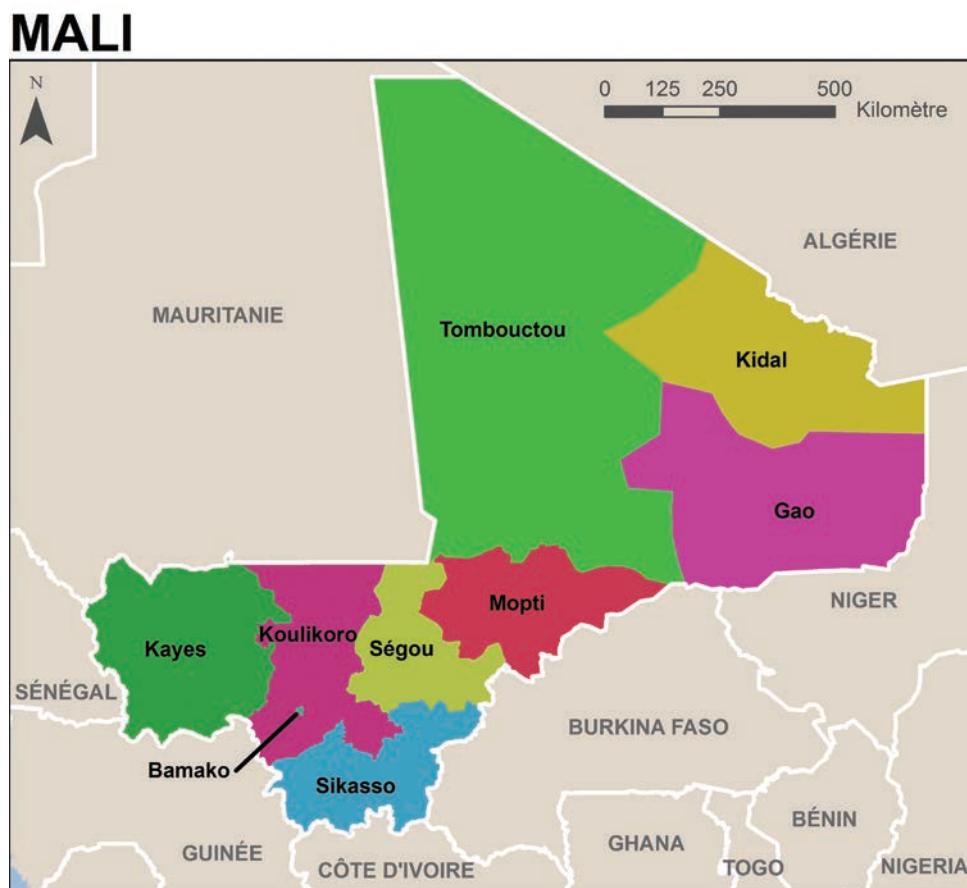 MALI
N
0 125 250 500
Kilomètre
ALGÉRIE
MAURITANIE
Tombouctou
Kidal
Gao
NIGER
Mopti
Koulikoro
Ségou
Kayes
SÉNÉGAL
BURKINA FASO
Bamako
Sikasso
BÉNIN
GHANA
GUINÉE
CÔTE D'IVOIRE
TOGO
NIGERIA